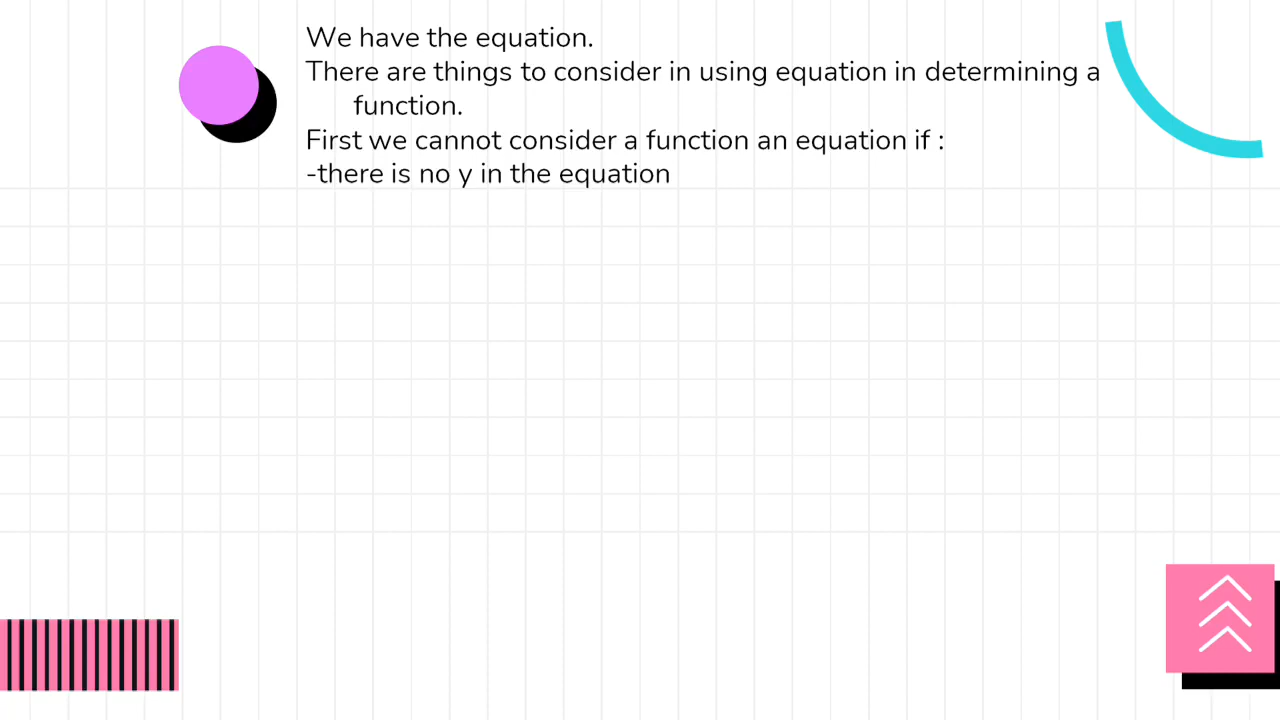 We have the equation.
There are things to consider in using equation in determining a
function.
First we cannot consider a function an equation if :
-there is no y in the equation